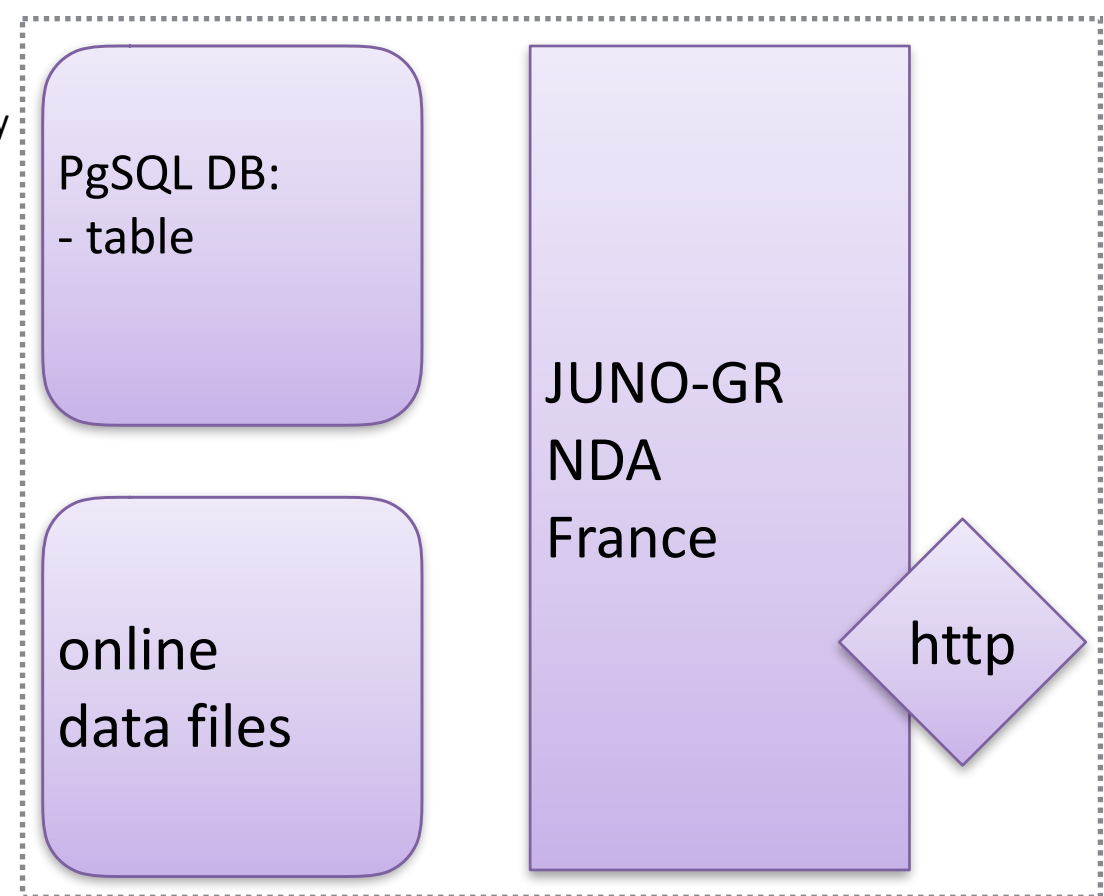 PgSQL DB:
- table
JUNO-GR
NDA
France
http
online
data files